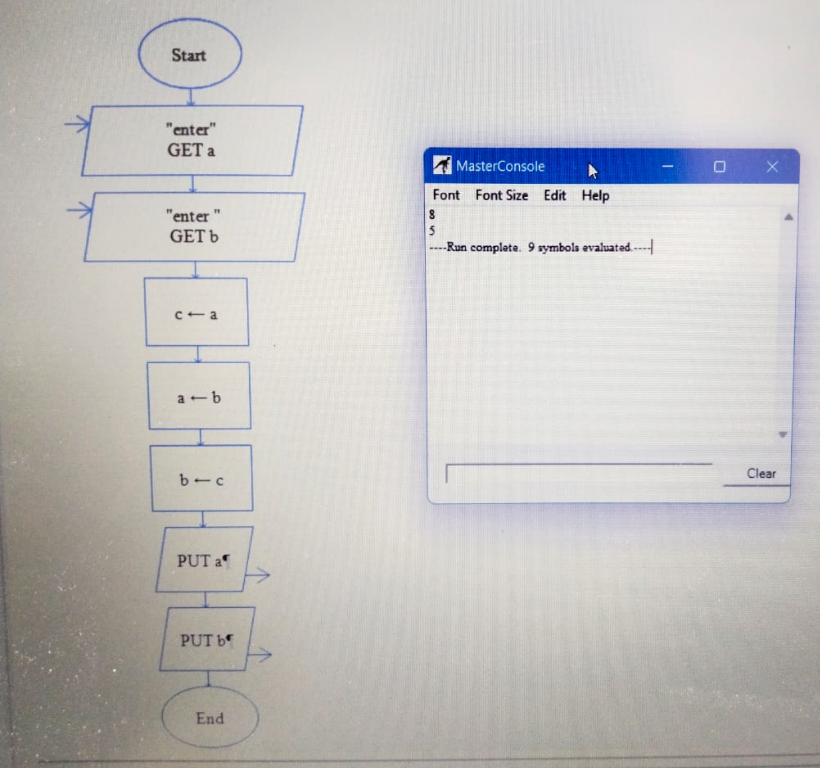 Start
"enter"
GET a
"enter "
GET b
c ← a
a ← b
b ← c
PUT a¶
PUT b¶
End
MasterConsole
Font Font Size Edit Help
8
5
----Run complete. 9 symbols evaluated.----
Clear